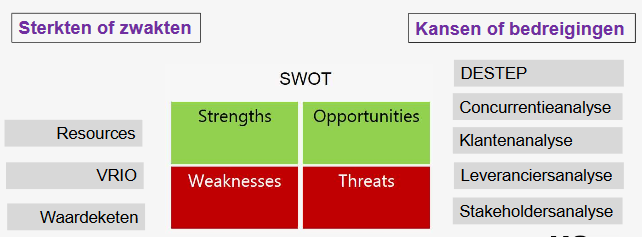 Sterkten of zwakten
Kansen of bedreigingen
SWOT
Strengths
Opportunities
Weaknesses
Threats
Resources
VRIO
Waardeketen
DESTEP
Concurrentieanalyse
Klantenanalyse
Leveranciersanalyse
Stakeholdersanalyse